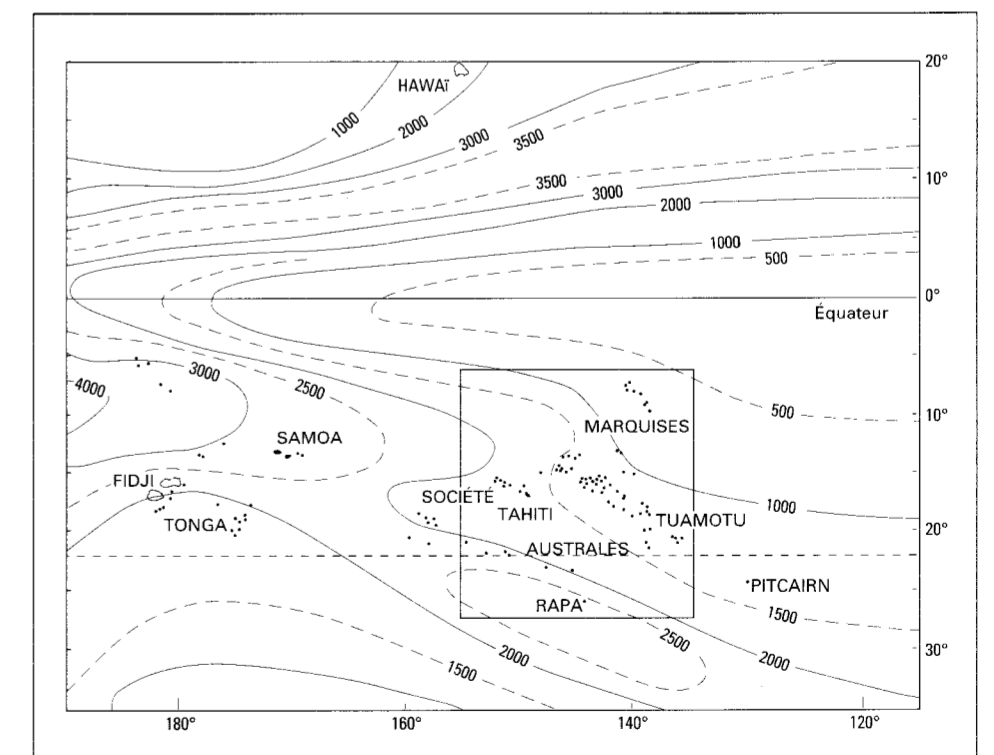 20°
HAWAÏ
1000
2000
3000
3500
3500
10°
3000
2000
1000
500
0°
Équateur
3000
4000
2500
500
10°
MARQUISES
SAMOA
FIDJI
SOCIÉTÉ
1000
TAHITI
TONGA
TUAMOTU
20°
AUSTRALES
PITCAIRN
RAPA
1500
2500
2000
2000
1500
30°
180°
160°
140°
120°